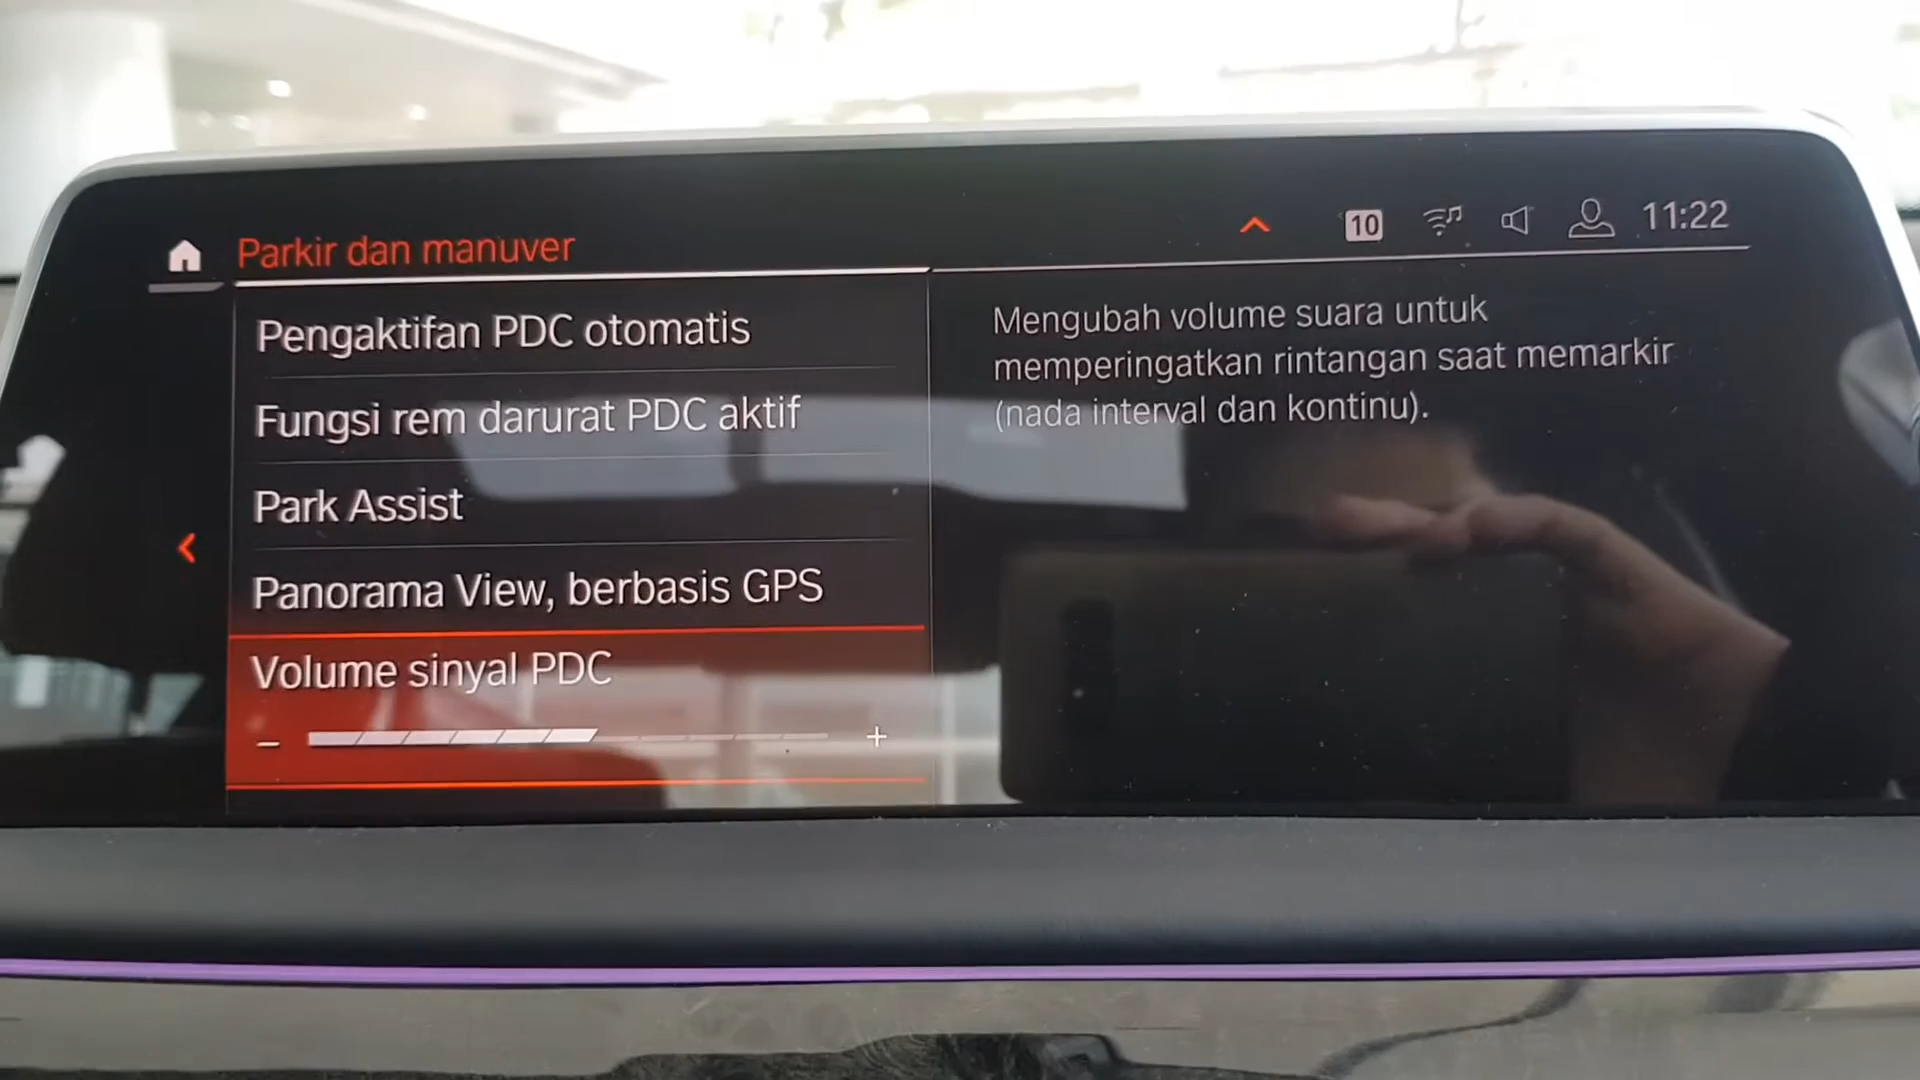 Parkir dan manuver
10
11:22
Pengaktifan PDC otomatis
Fungsi rem darurat PDC aktif
Park Assist
Panorama View, berbasis GPS
Volume sinyal PDC
- +
Mengubah volume suara untuk
memperingatkan rintangan saat memarkir
(nada interval dan kontinu).